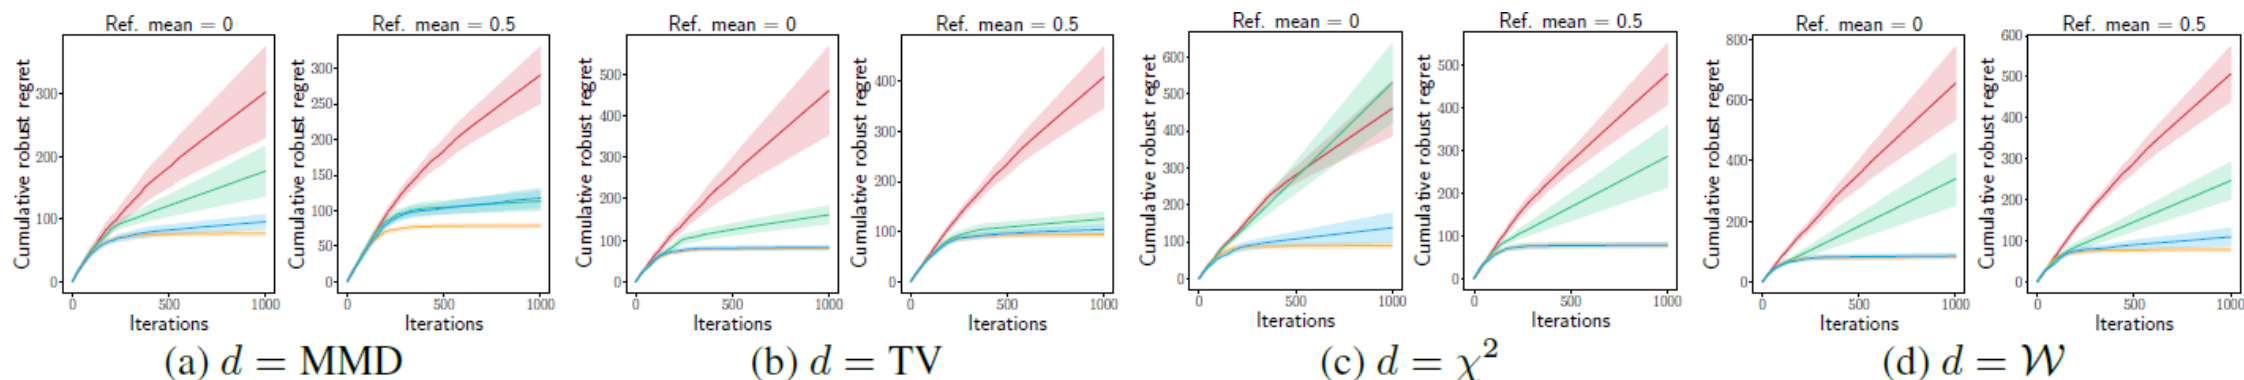 Ref. mean = 0
Cumulative robust regret
300
200
100
0
0
500
1000
Iterations
Ref. mean = 0.5
Cumulative robust regret
300
250
200
150
100
50
0
0
500
1000
Iterations
(a) d = MMD
Ref. mean = 0
Cumulative robust regret
500
400
300
200
100
0
0
500
1000
Iterations
Ref. mean = 0.5
Cumulative robust regret
400
300
200
100
0
0
500
1000
Iterations
(b) d = TV
Ref. mean = 0
Cumulative robust regret
600
500
400
300
200
100
0
0
500
1000
Iterations
Ref. mean = 0.5
Cumulative robust regret
500
400
300
200
100
0
0
500
1000
Iterations
(c) d = χ²
Ref. mean = 0
Cumulative robust regret
800
600
400
200
0
0
500
1000
Iterations
Ref. mean = 0.5
Cumulative robust regret
600
500
400
300
200
100
0
0
500
1000
Iterations
(d) d = 𝒲